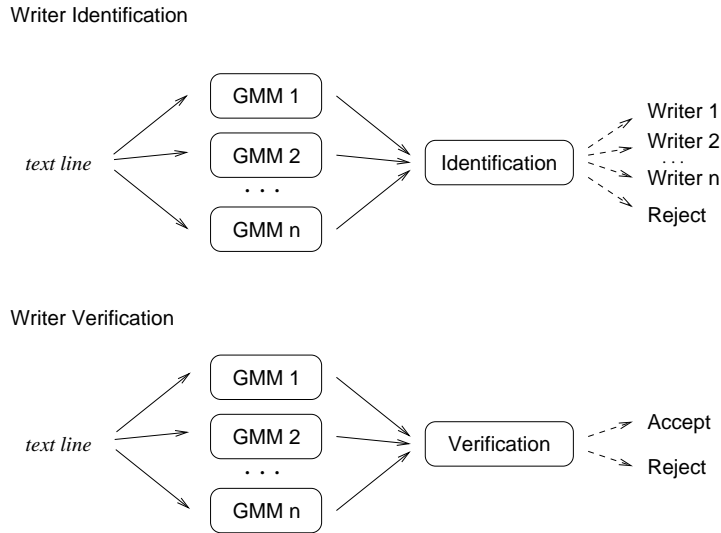 Writer Identification
GMM 1
Writer 1
text line
GMM 2
Identification
Writer 2
. . .
. . .
Writer n
GMM n
Reject
Writer Verification
GMM 1
Accept
text line
GMM 2
Verification
. . .
Reject
GMM n